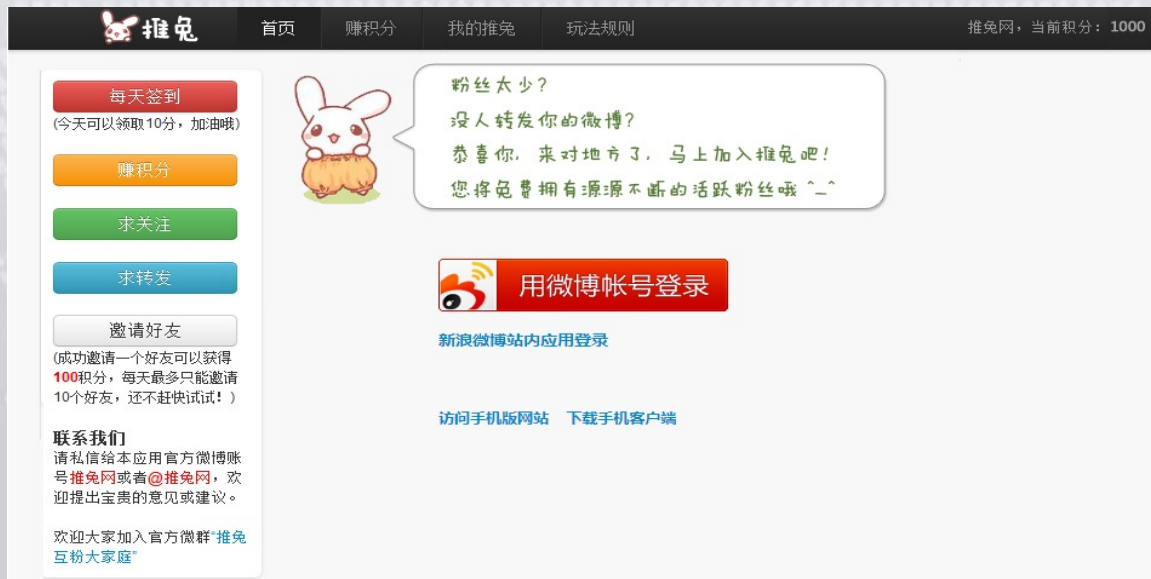 推兔
首页
赚积分
我的推兔
玩法规则
推兔网，当前积分：1000
每天签到
(今天可以领取10分，加油哦)
赚积分
求关注
求转发
邀请好友
(成功邀请一个好友可以获得
100积分，每天最多只能邀请
10个好友，还不赶快试试！)
联系我们
请私信给本应用官方微博账
号推兔网或者@推兔网，欢
迎提出宝贵的意见或建议。
欢迎大家加入官方微群“推兔
互粉大家庭”
粉丝太少?
没人转发你的微博?
恭喜你, 来对地方了, 马上加入推兔吧!
您将免费拥有源源不断的活跃粉丝哦 ^_^
用微博帐号登录
新浪微博站内应用登录
访问手机版网站 下载手机客户端